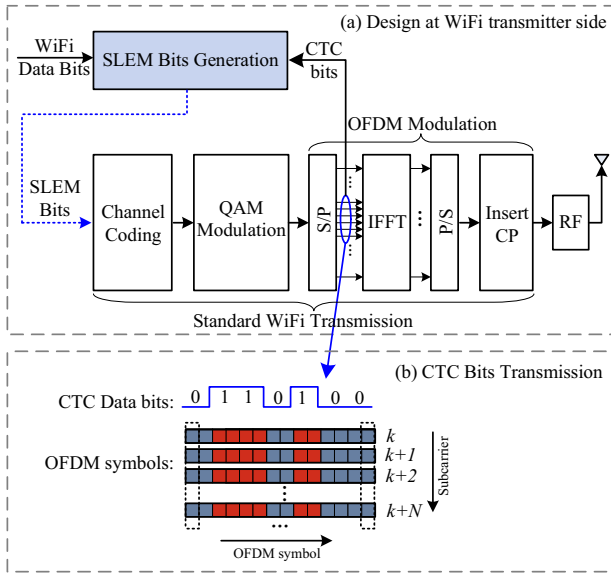 (a) Design at WiFi transmitter side
WiFi
Data Bits
SLEM Bits Generation
CTC
bits
OFDM Modulation
SLEM
Bits
Channel
Coding
QAM
Modulation
S/P
IFFT
P/S
Insert
CP
RF
Standard WiFi Transmission
(b) CTC Bits Transmission
CTC Data bits: 0 1 1 0 1 0 0
OFDM symbols:
k
k+1
k+2
k+N
Subcarrier
OFDM symbol